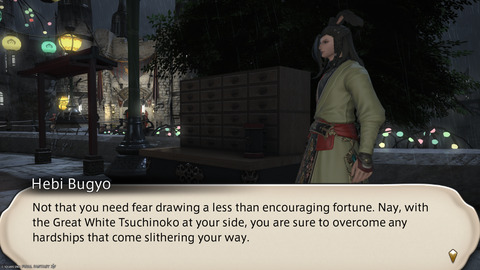 Hebi Bugyo
Not that you need fear drawing a less than encouraging fortune. Nay, with
the Great White Tsuchinoko at your side, you are sure to overcome any
hardships that come slithering your way.